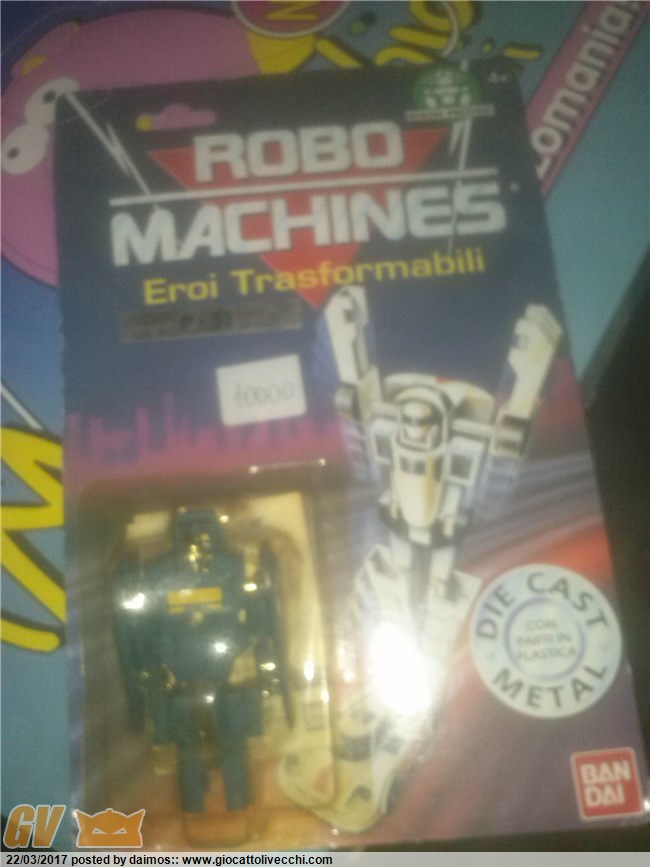 4+
ROBO
MACHINES
Eroi Trasformabili
10000
DIE CAST
CON
PARTI IN
PLASTICA
METAL
BAN
DAI
GV
22/03/2017 posted by daimos:: www.giocattolivecchi.com